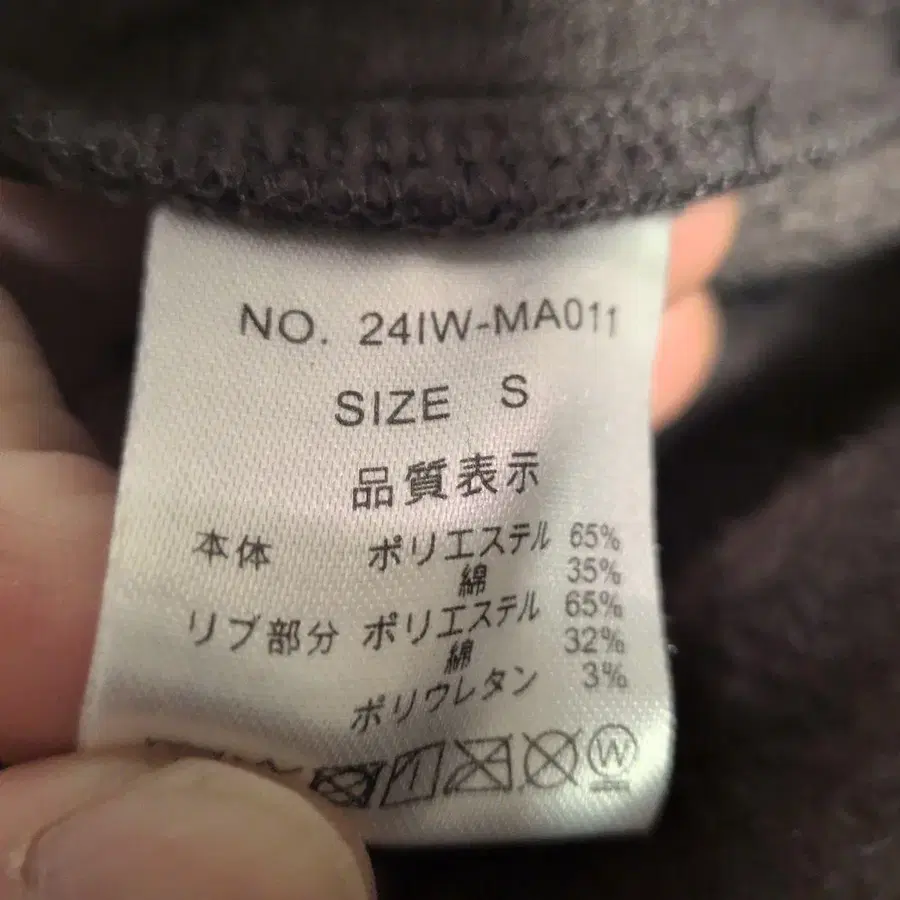 NO. 24IW-MA011
SIZE S
品質表示
本体 ポリエステル 65%
綿 35%
リブ部分 ポリエステル 65%
綿 32%
ポリウレタン 3%
W